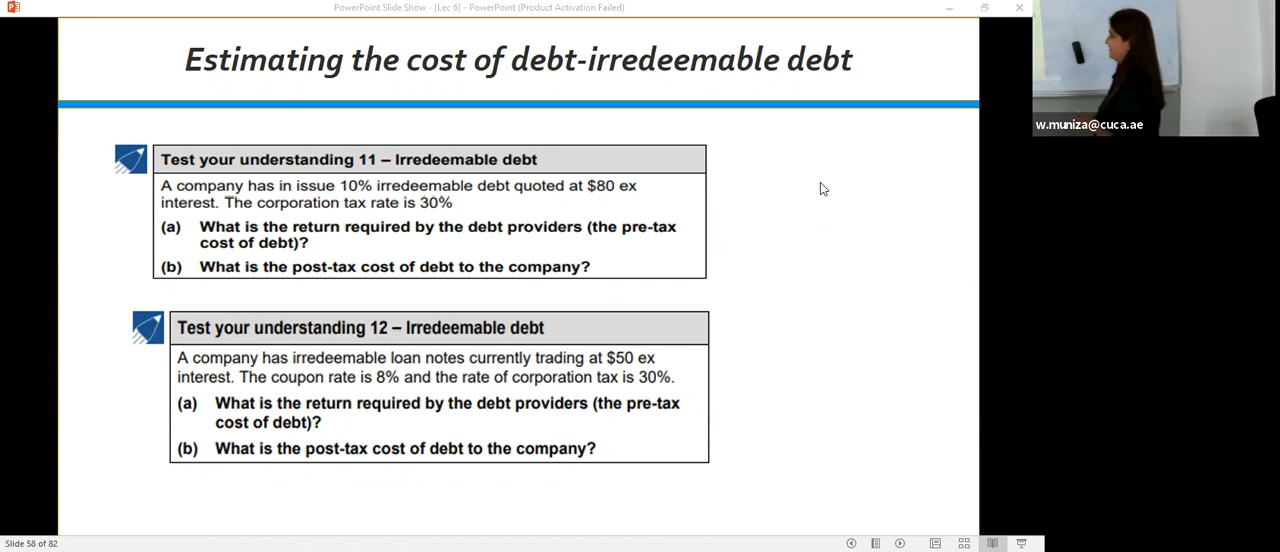 PowerPoint Slide Show - [Lec 6] - PowerPoint (Product Activation Failed)
Estimating the cost of debt-irredeemable debt
w.muniza@cuca.ae
Test your understanding 11 – Irredeemable debt
A company has in issue 10% irredeemable debt quoted at $80 ex
interest. The corporation tax rate is 30%
(a) What is the return required by the debt providers (the pre-tax
cost of debt)?
(b) What is the post-tax cost of debt to the company?
Test your understanding 12 – Irredeemable debt
A company has irredeemable loan notes currently trading at $50 ex
interest. The coupon rate is 8% and the rate of corporation tax is 30%.
(a) What is the return required by the debt providers (the pre-tax
cost of debt)?
(b) What is the post-tax cost of debt to the company?
Slide 58 of 82